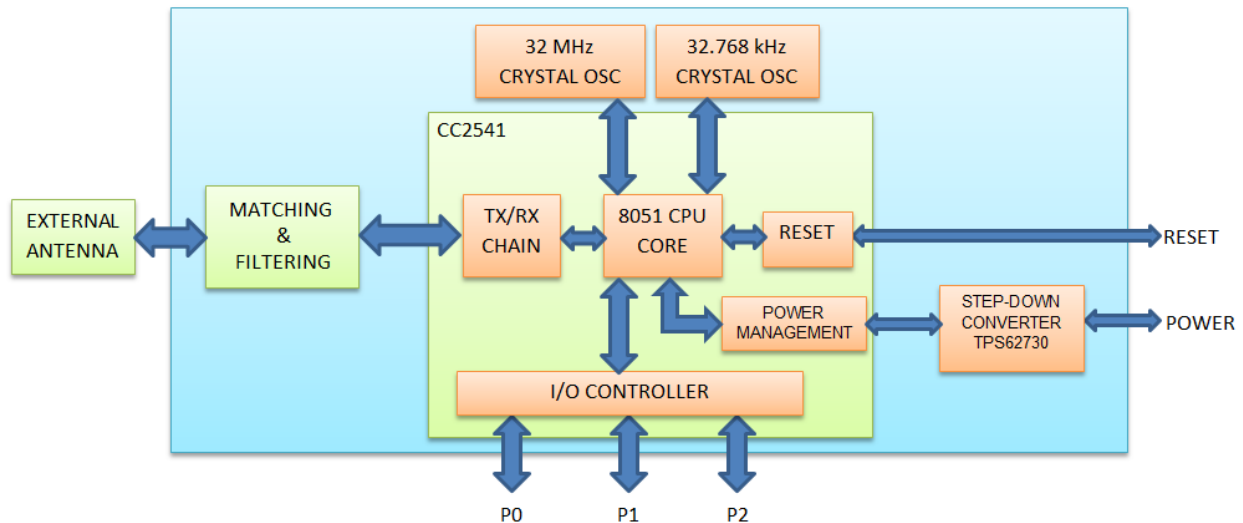 32 MHz
CRYSTAL OSC
32.768 kHz
CRYSTAL OSC
CC2541
EXTERNAL
ANTENNA
MATCHING
&
FILTERING
TX/RX
CHAIN
8051 CPU
CORE
RESET
RESET
POWER
MANAGEMENT
STEP-DOWN
CONVERTER
TPS62730
POWER
I/O CONTROLLER
P0
P1
P2